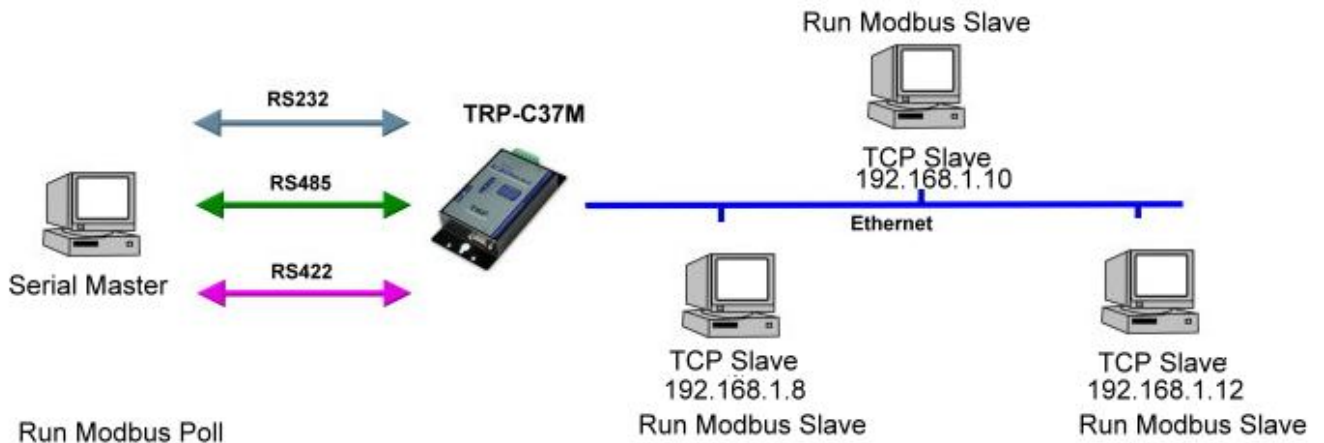 Run Modbus Slave
RS232
TRP-C37M
TCP Slave
192.168.1.10
RS485
Ethernet
RS422
Serial Master
TCP Slave
192.168.1.8
Run Modbus Slave
TCP Slave
192.168.1.12
Run Modbus Slave
Run Modbus Poll
TRP